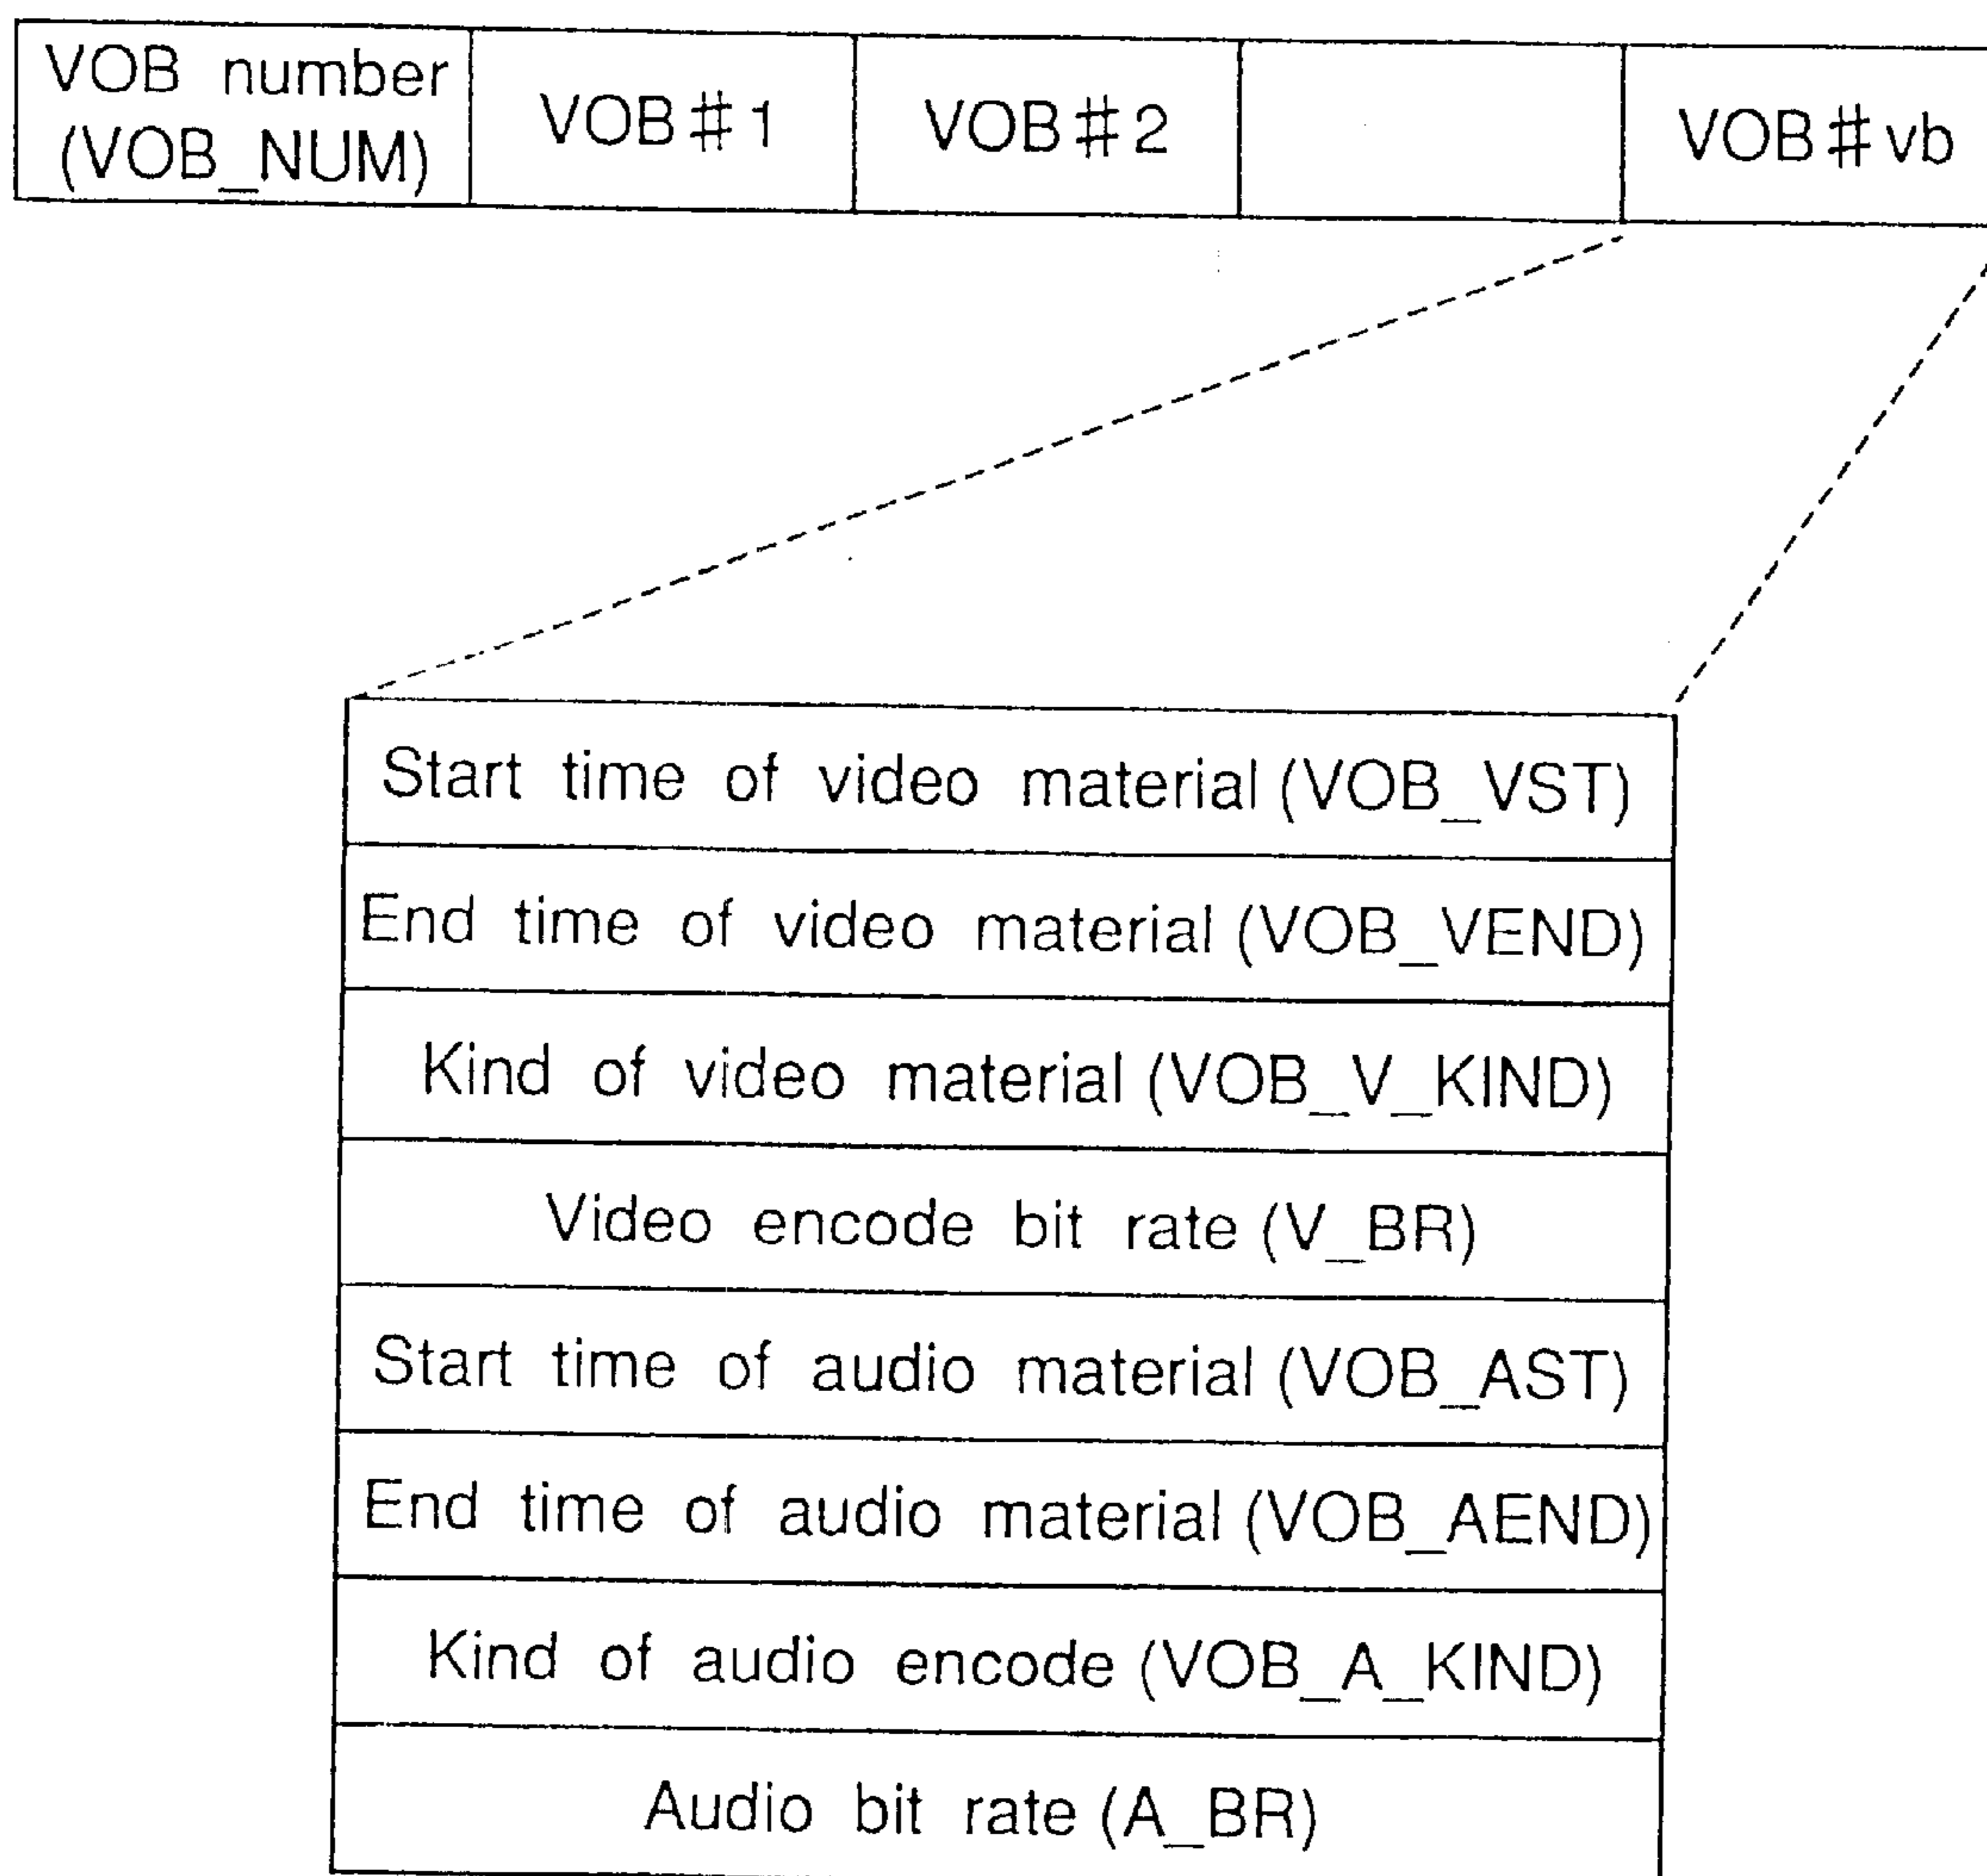 VOB number
(VOB_NUM)
VOB#1
VOB#2
VOB#vb
Start time of video material (VOB_VST)
End time of video material (VOB_VEND)
Kind of video material (VOB_V_KIND)
Video encode bit rate (V_BR)
Start time of audio material (VOB_AST)
End time of audio material (VOB_AEND)
Kind of audio encode (VOB_A_KIND)
Audio bit rate (A_BR)